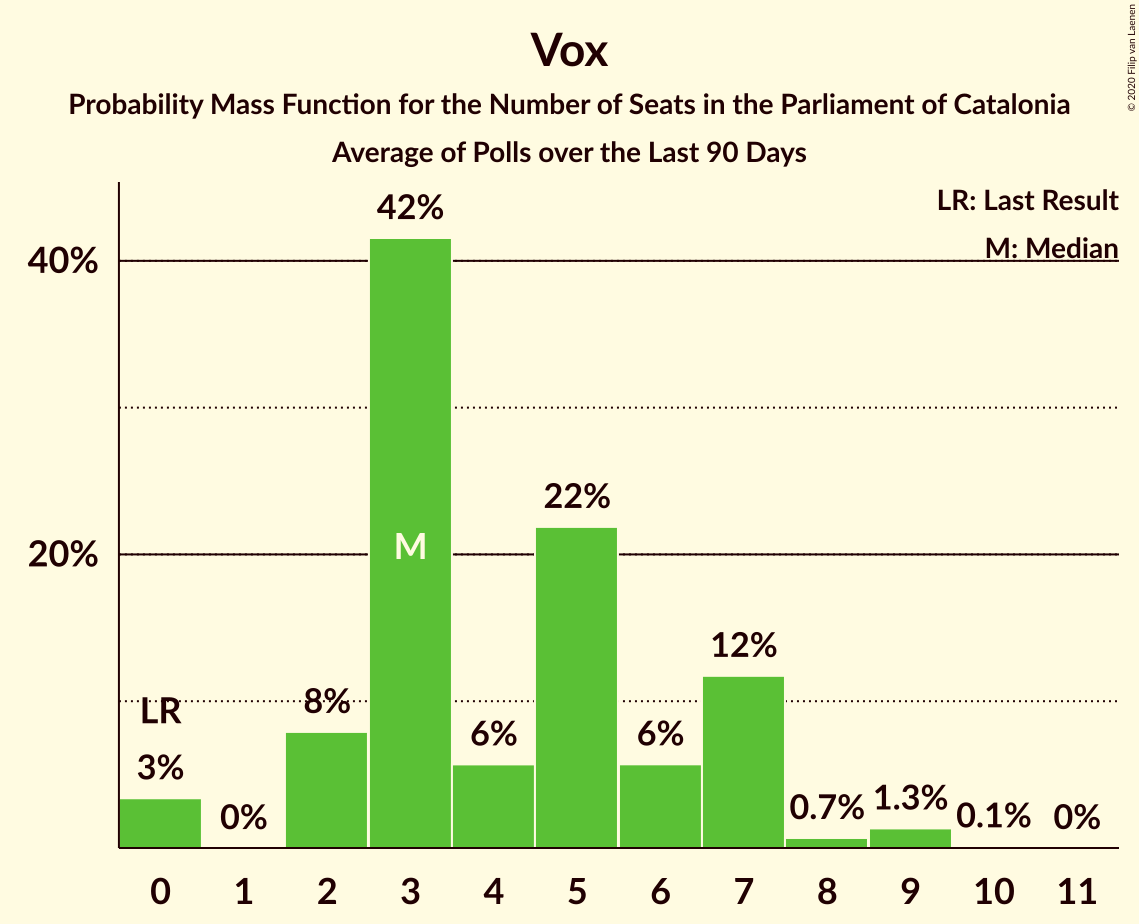 © 2020 Filip van Laenen
Vox
Probability Mass Function for the Number of Seats in the Parliament of Catalonia
Average of Polls over the Last 90 Days
LR: Last Result
M: Median
40%
20%
LR
3%
0%
8%
42%
M
6%
22%
6%
12%
0.7%
1.3%
0.1%
0%
0 1 2 3 4 5 6 7 8 9 10 11